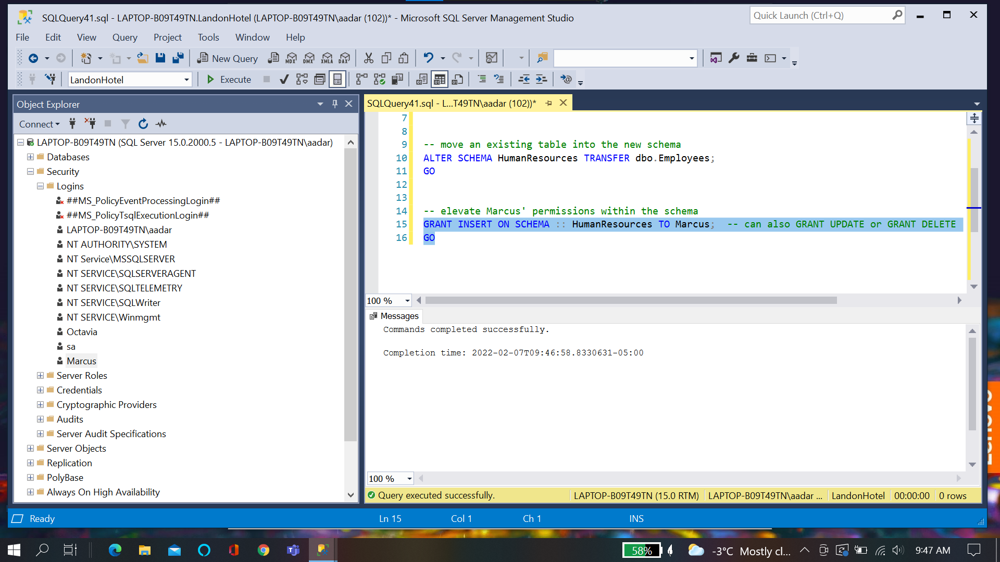 SQLQuery41.sql - LAPTOP-B09T49TN.LandonHotel (LAPTOP-B09T49TN\aadar (102))* - Microsoft SQL Server Management Studio
Quick Launch (Ctrl+Q)
File Edit View Query Project Tools Window Help
New Query MDX DMX XMLA DAX
LandonHotel Execute
Object Explorer
Connect
LAPTOP-B09T49TN (SQL Server 15.0.2000.5 - LAPTOP-B09T49TN\aadar)
Databases
Security
Logins
##MS_PolicyEventProcessingLogin##
##MS_PolicyTsqlExecutionLogin##
LAPTOP-B09T49TN\aadar
NT AUTHORITY\SYSTEM
NT Service\MSSQLSERVER
NT SERVICE\SQLSERVERAGENT
NT SERVICE\SQLTELEMETRY
NT SERVICE\SQLWriter
NT SERVICE\Winmgmt
Octavia
sa
Marcus
Server Roles
Credentials
Cryptographic Providers
Audits
Server Audit Specifications
Server Objects
Replication
PolyBase
Always On High Availability
SQLQuery41.sql - L...T49TN\aadar (102))*
7
8
9 -- move an existing table into the new schema
10 ALTER SCHEMA HumanResources TRANSFER dbo.Employees;
11 GO
12
13
14 -- elevate Marcus' permissions within the schema
15 GRANT INSERT ON SCHEMA :: HumanResources TO Marcus;  -- can also GRANT UPDATE or GRANT DELETE
16 GO
100 %
Messages
Commands completed successfully.
Completion time: 2022-02-07T09:46:58.8330631-05:00
100 %
Query executed successfully. LAPTOP-B09T49TN (15.0 RTM) LAPTOP-B09T49TN\aadar ... LandonHotel 00:00:00 0 rows
Ready Ln 15 Col 1 Ch 1 INS
Lenovo
58% -3°C Mostly cl... 9:47 AM